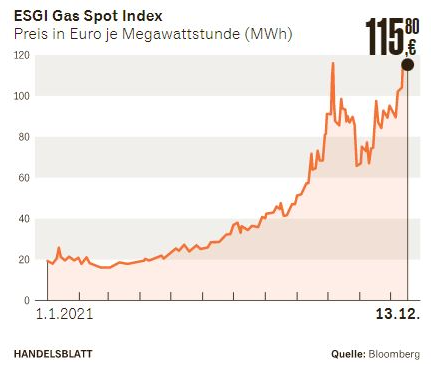 ESGI Gas Spot Index
Preis in Euro je Megawattstunde (MWh)
115,80 €
120
100
80
60
40
20
0
1.1.2021
13.12.
HANDELSBLATT
Quelle: Bloomberg